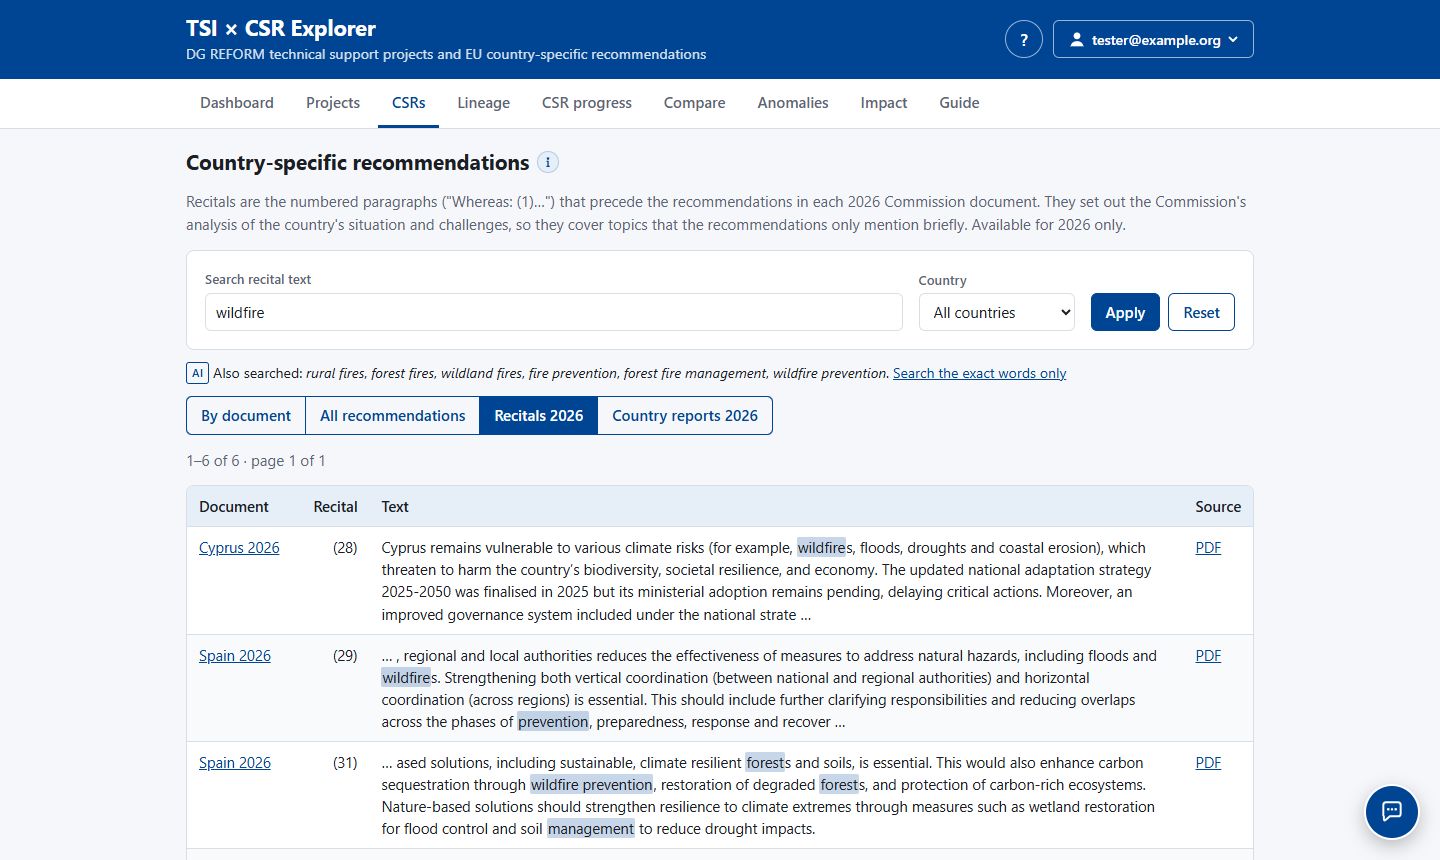 TSI × CSR Explorer
DG REFORM technical support projects and EU country-specific recommendations
?
tester@example.org
Dashboard Projects CSRs Lineage CSR progress Compare Anomalies Impact Guide
Country-specific recommendations i
Recitals are the numbered paragraphs ("Whereas: (1)...") that precede the recommendations in each 2026 Commission document. They set out the Commission's
analysis of the country's situation and challenges, so they cover topics that the recommendations only mention briefly. Available for 2026 only.
Search recital text Country
wildfire All countries Apply Reset
AI Also searched: rural fires, forest fires, wildland fires, fire prevention, forest fire management, wildfire prevention. Search the exact words only
By document All recommendations Recitals 2026 Country reports 2026
1–6 of 6 · page 1 of 1
Document Recital Text Source
Cyprus 2026 (28) Cyprus remains vulnerable to various climate risks (for example, wildfires, floods, droughts and coastal erosion), which PDF
threaten to harm the country's biodiversity, societal resilience, and economy. The updated national adaptation strategy
2025-2050 was finalised in 2025 but its ministerial adoption remains pending, delaying critical actions. Moreover, an
improved governance system included under the national strate ...
Spain 2026 (29) ... , regional and local authorities reduces the effectiveness of measures to address natural hazards, including floods and PDF
wildfires. Strengthening both vertical coordination (between national and regional authorities) and horizontal
coordination (across regions) is essential. This should include further clarifying responsibilities and reducing overlaps
across the phases of prevention, preparedness, response and recover ...
Spain 2026 (31) ... ased solutions, including sustainable, climate resilient forests and soils, is essential. This would also enhance carbon PDF
sequestration through wildfire prevention, restoration of degraded forests, and protection of carbon-rich ecosystems.
Nature-based solutions should strengthen resilience to climate extremes through measures such as wetland restoration
for flood control and soil management to reduce drought impacts.